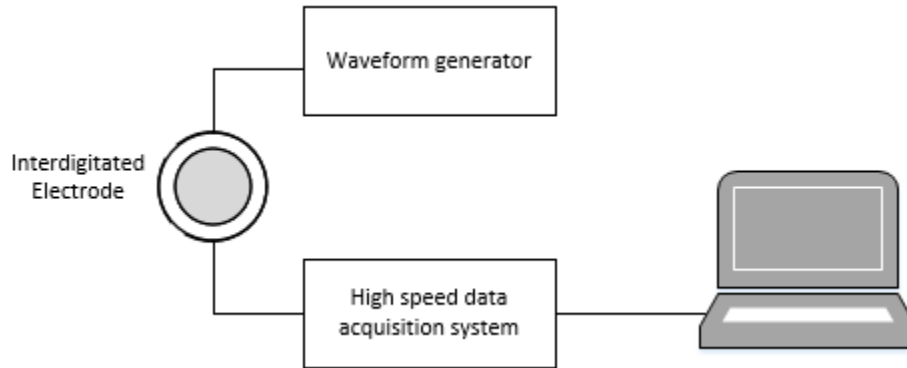 Waveform generator
Interdigitated
Electrode
High speed data
acquisition system